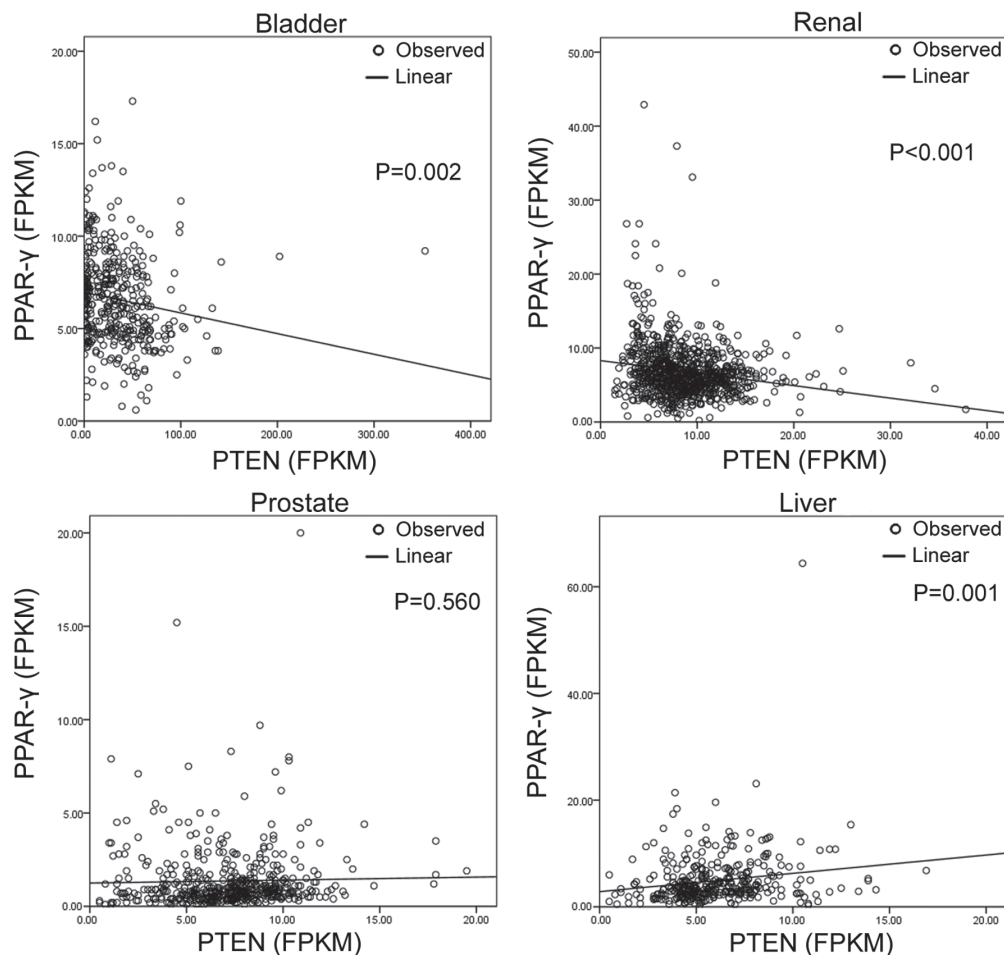 Bladder
20.00
15.00
10.00
5.00
0.00
PPAR-γ (FPKM)
Observed
Linear
P=0.002
0.00 100.00 200.00 300.00 400.00
PTEN (FPKM)
Renal
50.00
40.00
30.00
20.00
10.00
0.00
PPAR-γ (FPKM)
Observed
Linear
P<0.001
0.00 10.00 20.00 30.00 40.00
PTEN (FPKM)
Prostate
20.00
15.00
10.00
5.00
0.00
PPAR-γ (FPKM)
Observed
Linear
P=0.560
0.00 5.00 10.00 15.00 20.00
PTEN (FPKM)
Liver
60.00
40.00
20.00
0.00
PPAR-γ (FPKM)
Observed
Linear
P=0.001
0.00 5.00 10.00 15.00 20.00
PTEN (FPKM)